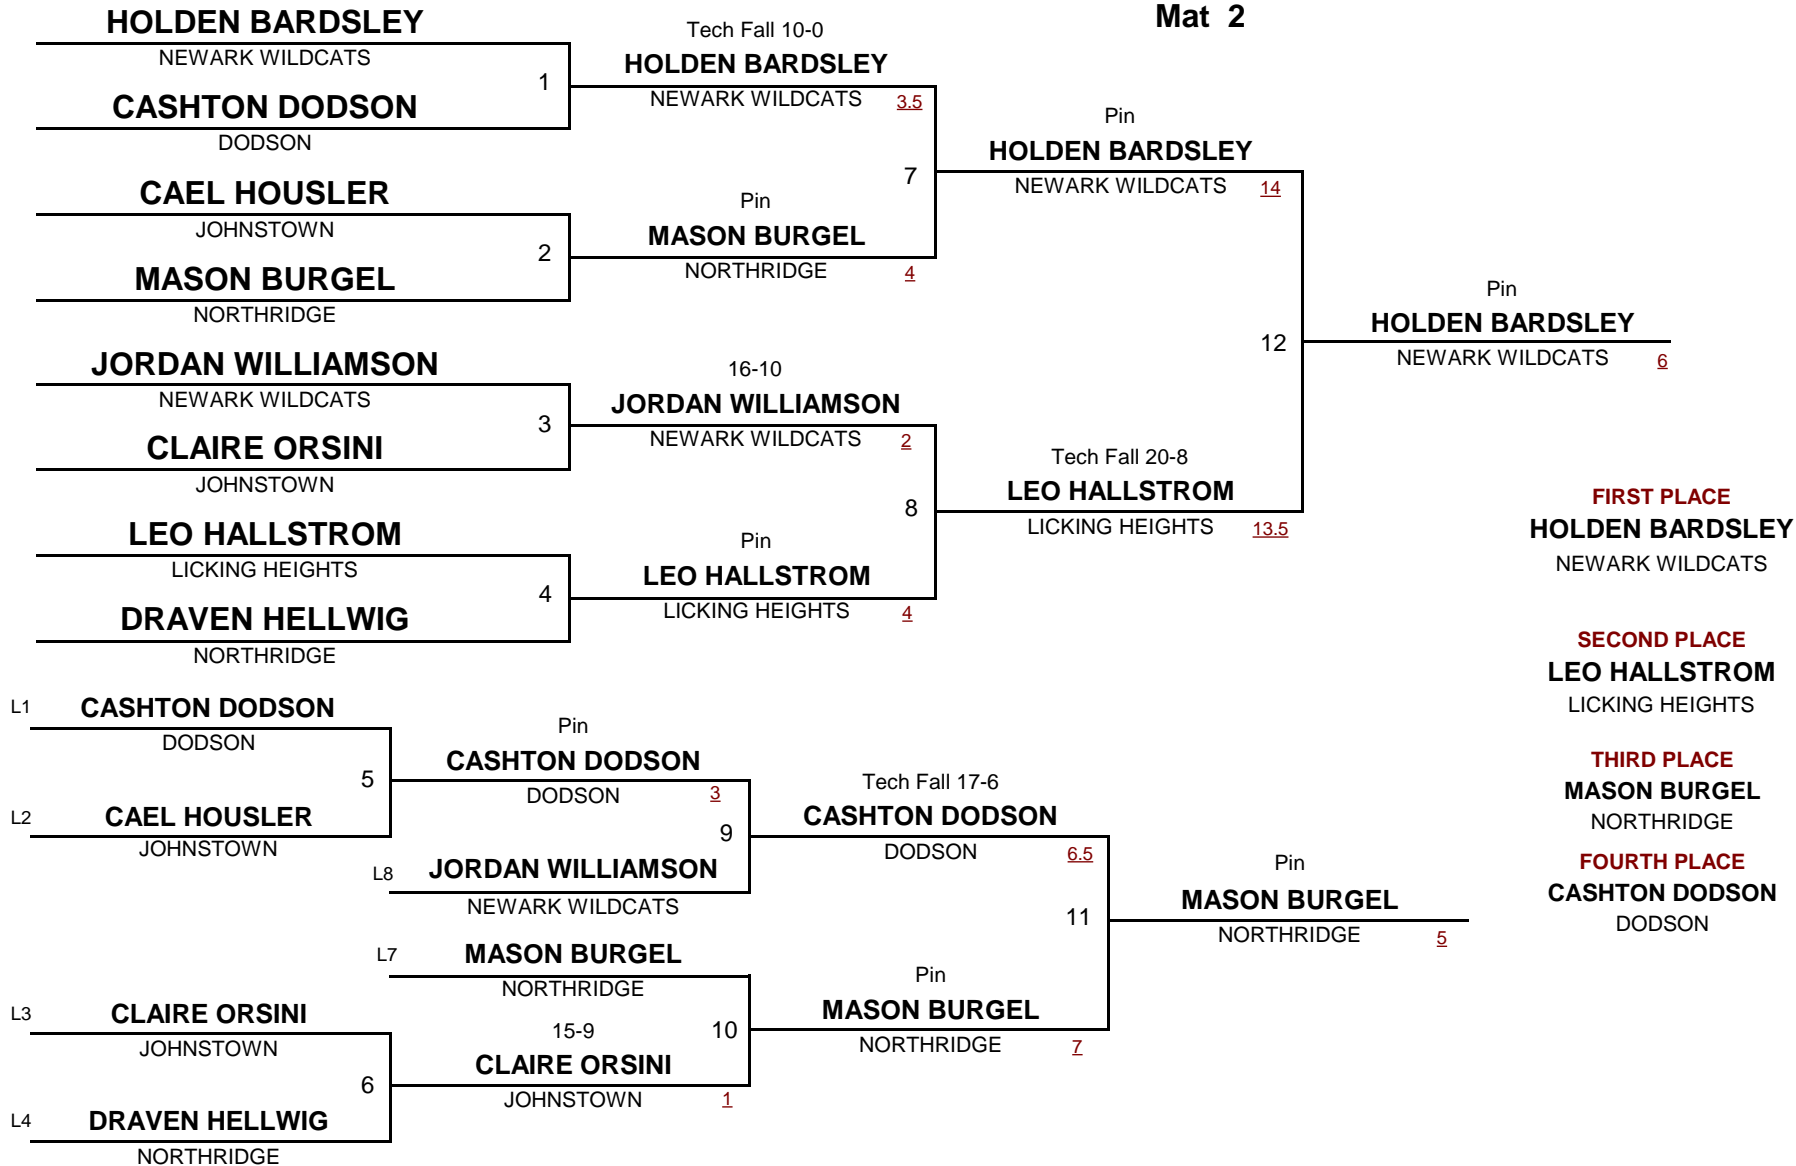 Mat 2
HOLDEN BARDSLEY
NEWARK WILDCATS
1
CASHTON DODSON
DODSON
CAEL HOUSLER
JOHNSTOWN
2
MASON BURGEL
NORTHRIDGE
JORDAN WILLIAMSON
NEWARK WILDCATS
3
CLAIRE ORSINI
JOHNSTOWN
LEO HALLSTROM
LICKING HEIGHTS
4
DRAVEN HELLWIG
NORTHRIDGE
Tech Fall 10-0
HOLDEN BARDSLEY
NEWARK WILDCATS 3.5
7
Pin
MASON BURGEL
NORTHRIDGE 4
16-10
JORDAN WILLIAMSON
NEWARK WILDCATS 2
8
Pin
LEO HALLSTROM
LICKING HEIGHTS 4
Pin
HOLDEN BARDSLEY
NEWARK WILDCATS 14
12
Tech Fall 20-8
LEO HALLSTROM
LICKING HEIGHTS 13.5
Pin
HOLDEN BARDSLEY
NEWARK WILDCATS 6
FIRST PLACE
HOLDEN BARDSLEY
NEWARK WILDCATS
SECOND PLACE
LEO HALLSTROM
LICKING HEIGHTS
THIRD PLACE
MASON BURGEL
NORTHRIDGE
FOURTH PLACE
CASHTON DODSON
DODSON
L1 CASHTON DODSON
DODSON
5
L2 CAEL HOUSLER
JOHNSTOWN
L3 CLAIRE ORSINI
JOHNSTOWN
6
L4 DRAVEN HELLWIG
NORTHRIDGE
Pin
CASHTON DODSON
DODSON 3
9
L8 JORDAN WILLIAMSON
NEWARK WILDCATS
L7 MASON BURGEL
NORTHRIDGE
10
15-9
CLAIRE ORSINI
JOHNSTOWN 1
Tech Fall 17-6
CASHTON DODSON
DODSON 6.5
11
Pin
MASON BURGEL
NORTHRIDGE 7
Pin
MASON BURGEL
NORTHRIDGE 5